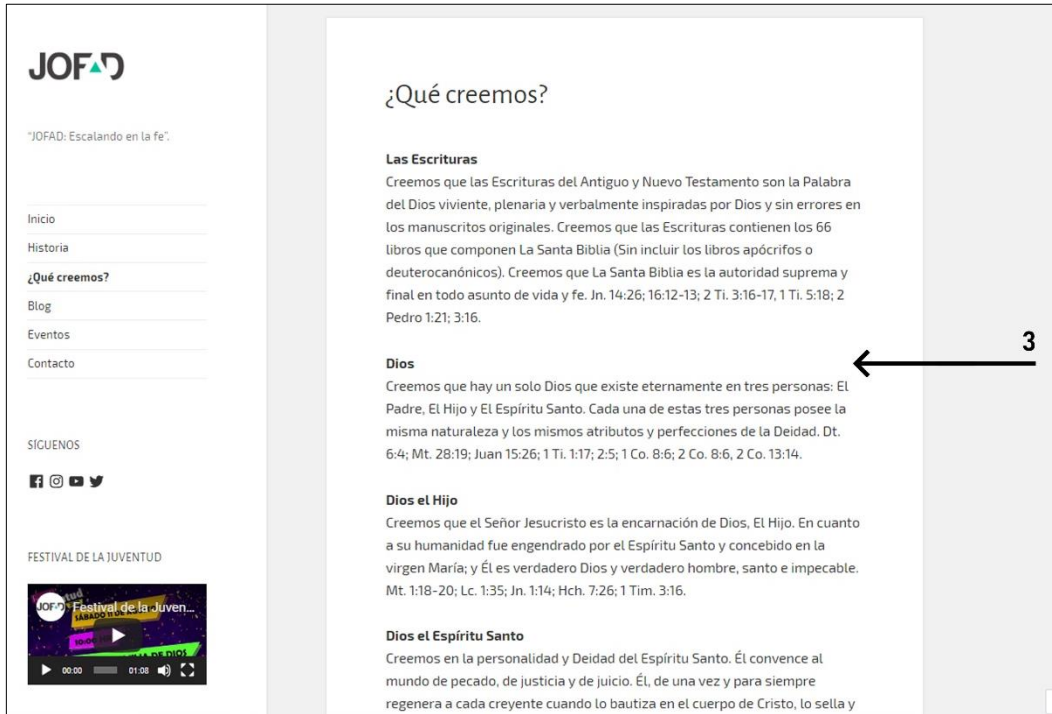 JOFAD
"JOFAD: Escalando en la fe".
Inicio
Historia
¿Qué creemos?
Blog
Eventos
Contacto
SÍGUENOS
FESTIVAL DE LA JUVENTUD
JOFAD
Festival de la Juven...
SÁBADO 11 DE
10:00
DE DIOS
00:00
01:08
¿Qué creemos?
Las Escrituras
Creemos que las Escrituras del Antiguo y Nuevo Testamento son la Palabra
del Dios viviente, plenaria y verbalmente inspiradas por Dios y sin errores en
los manuscritos originales. Creemos que las Escrituras contienen los 66
libros que componen La Santa Biblia (Sin incluir los libros apócrifos o
deuterocanónicos). Creemos que La Santa Biblia es la autoridad suprema y
final en todo asunto de vida y fe. Jn. 14:26; 16:12-13; 2 Ti. 3:16-17, 1 Ti. 5:18; 2
Pedro 1:21; 3:16.
Dios
Creemos que hay un solo Dios que existe eternamente en tres personas: El
Padre, El Hijo y El Espíritu Santo. Cada una de estas tres personas posee la
misma naturaleza y los mismos atributos y perfecciones de la Deidad. Dt.
6:4; Mt. 28:19; Juan 15:26; 1 Ti. 1:17; 2:5; 1 Co. 8:6; 2 Co. 8:6, 2 Co. 13:14.
Dios el Hijo
Creemos que el Señor Jesucristo es la encarnación de Dios, El Hijo. En cuanto
a su humanidad fue engendrado por el Espíritu Santo y concebido en la
virgen María; y Él es verdadero Dios y verdadero hombre, santo e impecable.
Mt. 1:18-20; Lc. 1:35; Jn. 1:14; Hch. 7:26; 1 Tim. 3:16.
Dios el Espíritu Santo
Creemos en la personalidad y Deidad del Espíritu Santo. Él convence al
mundo de pecado, de justicia y de juicio. Él, de una vez y para siempre
regenera a cada creyente cuando lo bautiza en el cuerpo de Cristo, lo sella y
3